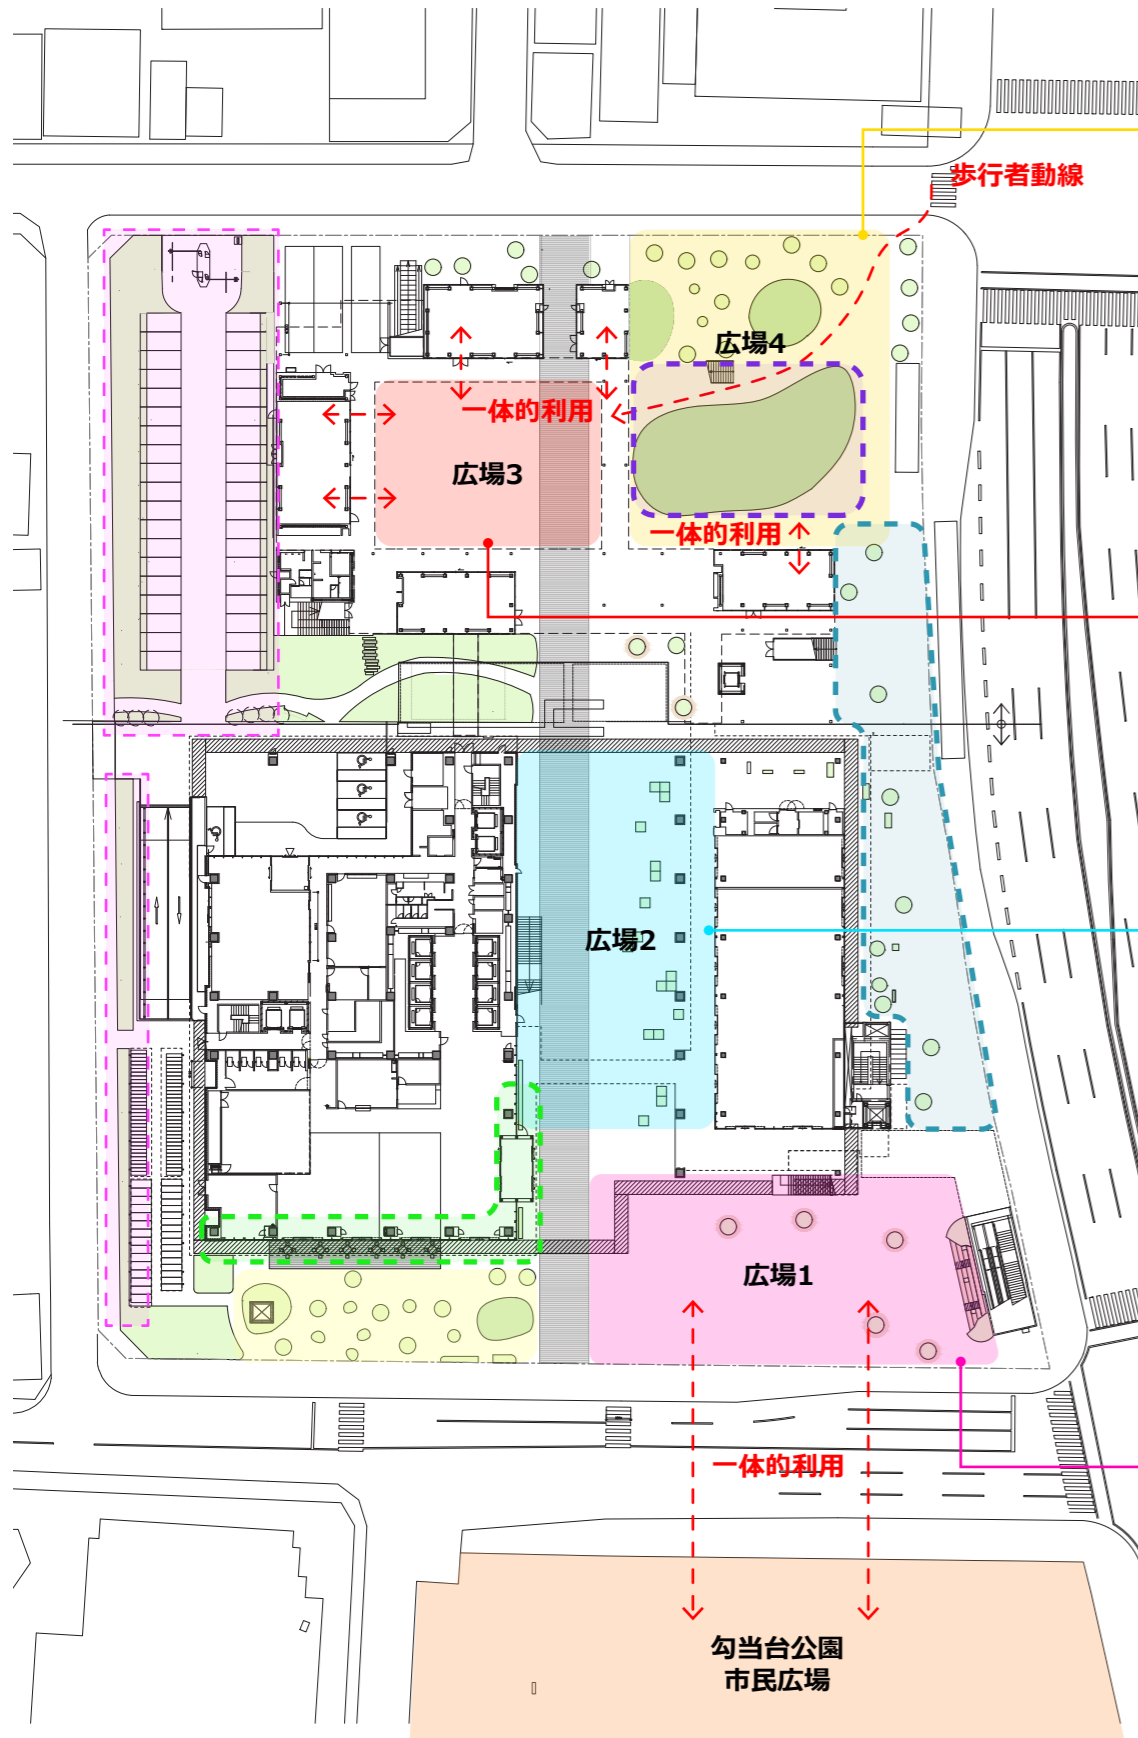 歩行者動線
広場4
一体的利用
広場3
一体的利用
広場2
広場1
一体的利用
勾当台公園
市民広場